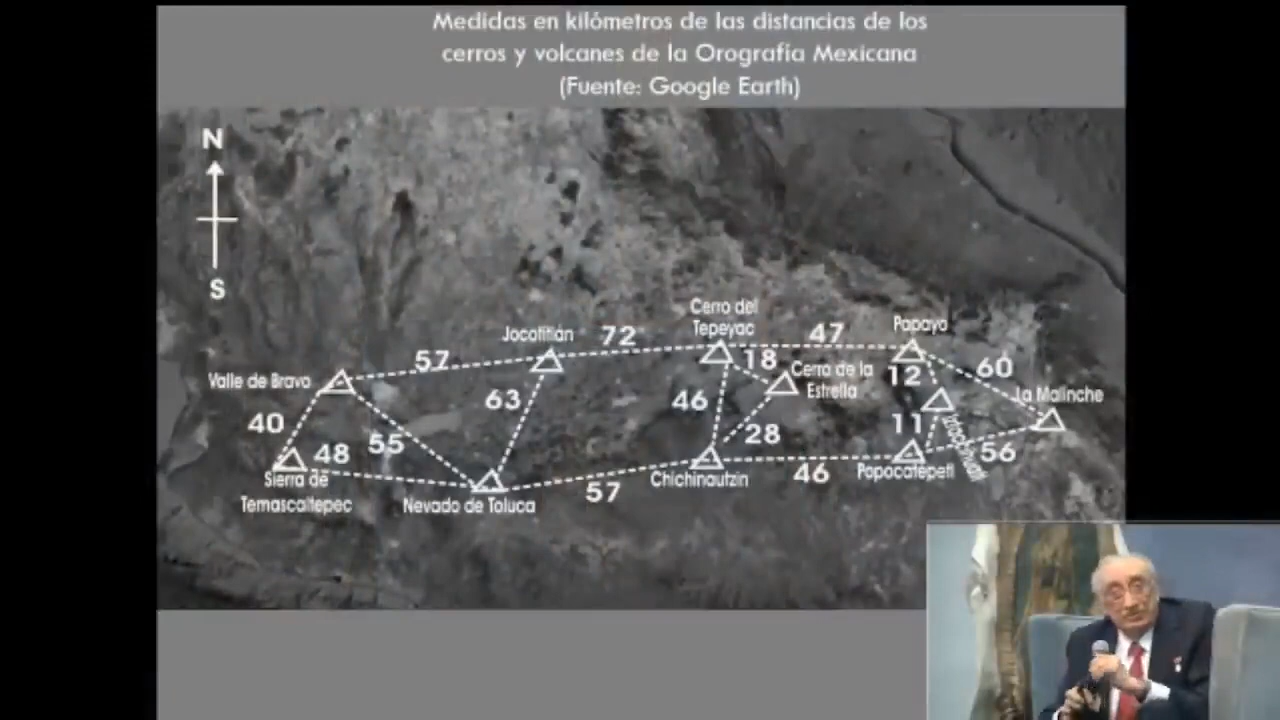 Medidas en kilómetros de las distancias de los
cerros y volcanes de la Orografía Mexicana
(Fuente: Google Earth)
N
S
Cerro del
Tepeyac
Jocotitlán
72
47
Papayo
57
18
60
Valle de Bravo
Cerro de la
Estrella
12
La Malinche
63
46
40
11
28
55
48
Iztaccíhuatl
56
Sierra de
Temascaltepec
Nevado de Toluca
57
Chichinautzin
46
Popocatépetl